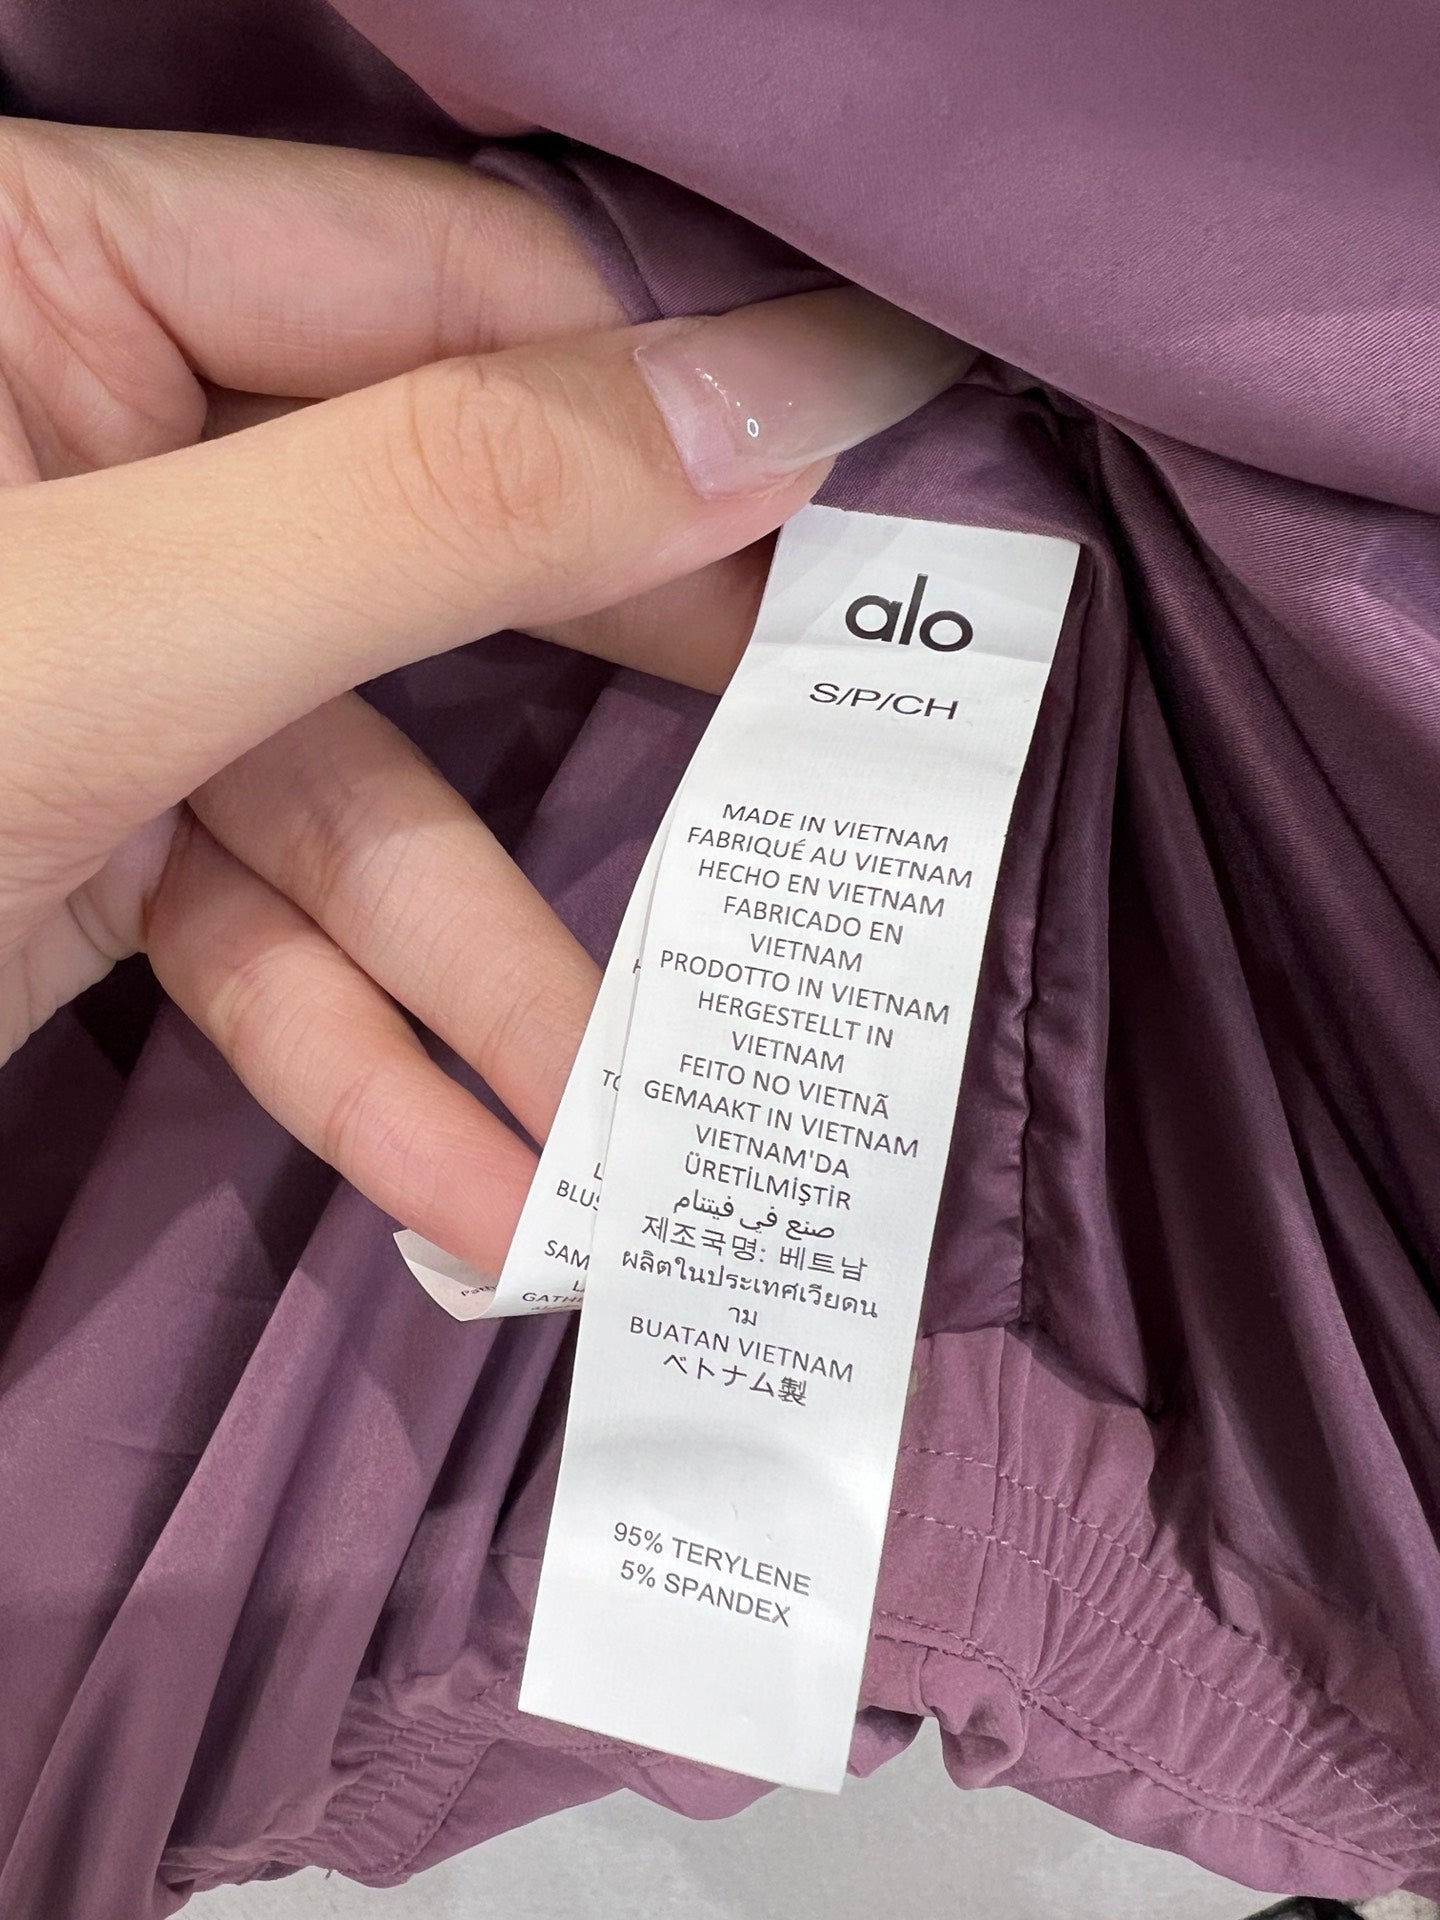 alo
S/P/CH
MADE IN VIETNAM
FABRIQUÉ AU VIETNAM
HECHO EN VIETNAM
FABRICADO EN
VIETNAM
PRODOTTO IN VIETNAM
HERGESTELLT IN
VIETNAM
FEITO NO VIETNÃ
GEMAAKT IN VIETNAM
VIETNAM'DA
ÜRETİLMİŞTİR
صنع في فيتنام
제조국명: 베트남
ผลิตในประเทศเวียดน
าม
BUATAN VIETNAM
ベトナム製
95% TERYLENE
5% SPANDEX